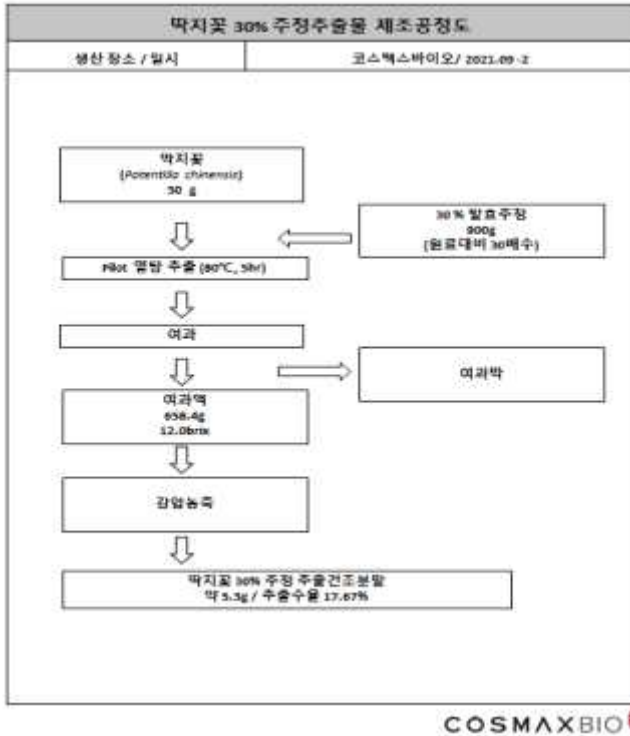 딱지꽃 30% 주정추출물 제조공정도
생산 장소 / 일시
코스맥스바이오/ 2021.09 -2
딱지꽃
(Potentilla chinensis)
30 g
30 % 발효주정
900g
(원료대비 30배수)
Pilot 열탕 추출 (80℃, 5hr)
여과
여과박
여과액
658.4g
12.0brix
감압농축
딱지꽃 30% 주정 추출건조분말
약 5.3g / 추출수율 17.67%
COSMAXBIO